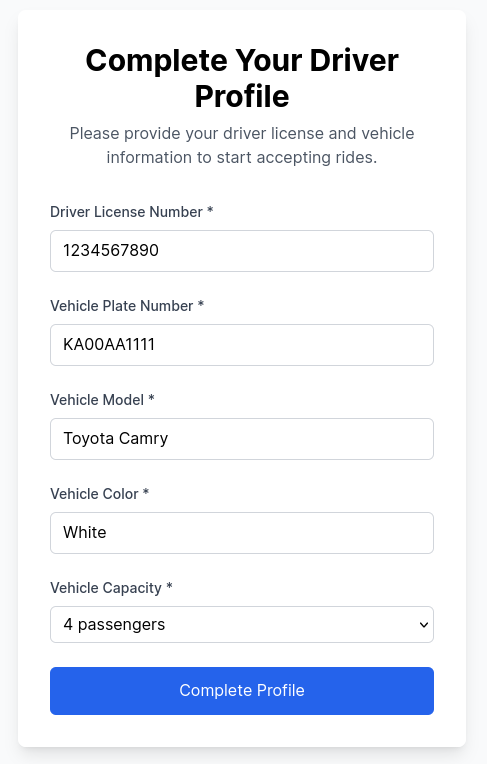 Complete Your Driver
Profile
Please provide your driver license and vehicle
information to start accepting rides.
Driver License Number *
1234567890
Vehicle Plate Number *
KA00AA1111
Vehicle Model *
Toyota Camry
Vehicle Color *
White
Vehicle Capacity *
4 passengers
Complete Profile